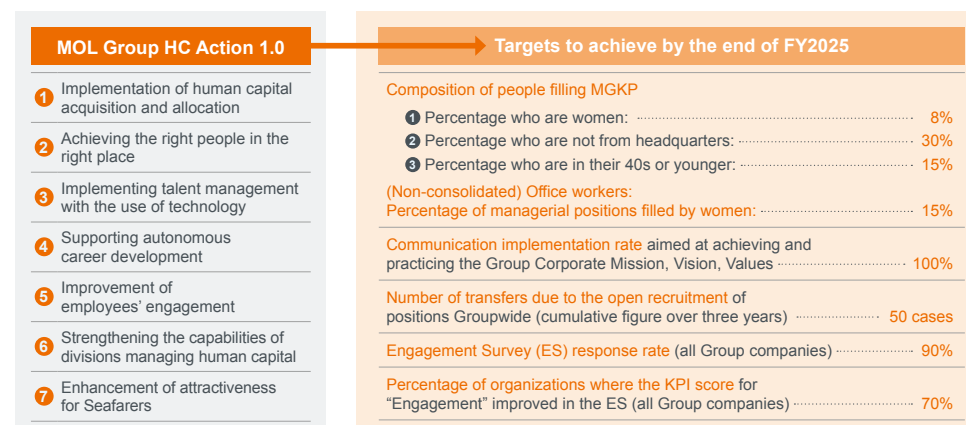 MOL Group HC Action 1.0
1 Implementation of human capital
acquisition and allocation
2 Achieving the right people in the
right place
3 Implementing talent management
with the use of technology
4 Supporting autonomous
career development
5 Improvement of
employees’ engagement
6 Strengthening the capabilities of
divisions managing human capital
7 Enhancement of attractiveness
for Seafarers
Targets to achieve by the end of FY2025
Composition of people filling MGKP
1 Percentage who are women: 8%
2 Percentage who are not from headquarters: 30%
3 Percentage who are in their 40s or younger: 15%
(Non-consolidated) Office workers:
Percentage of managerial positions filled by women: 15%
Communication implementation rate aimed at achieving and
practicing the Group Corporate Mission, Vision, Values 100%
Number of transfers due to the open recruitment of
positions Groupwide (cumulative figure over three years) 50 cases
Engagement Survey (ES) response rate (all Group companies) 90%
Percentage of organizations where the KPI score for
“Engagement” improved in the ES (all Group companies) 70%